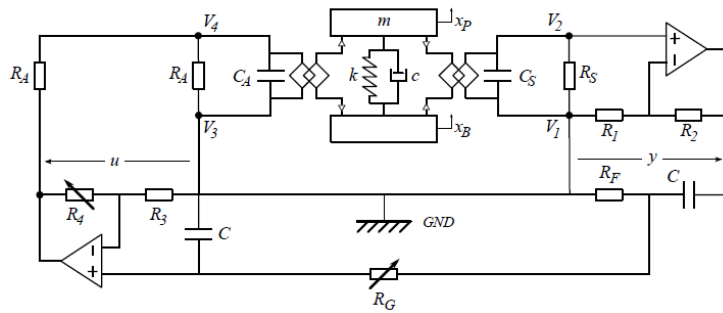 V4 m xP V2
RA RA CA k c CS RS
V3 xB V1 R1 R2
u y
R4 R3 RF C
C GND
RG